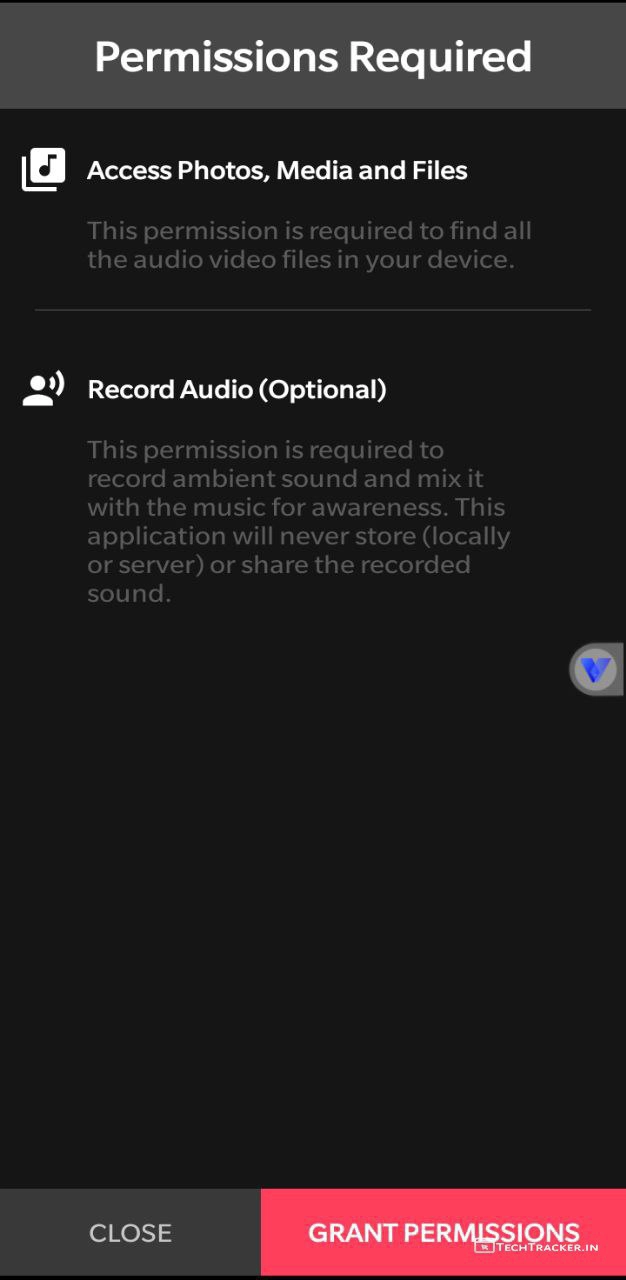 Permissions Required
Access Photos, Media and Files
This permission is required to find all
the audio video files in your device.
Record Audio (Optional)
This permission is required to
record ambient sound and mix it
with the music for awareness. This
application will never store (locally
or server) or share the recorded
sound.
CLOSE
GRANT PERMISSIONS
TECHTRACKER.IN